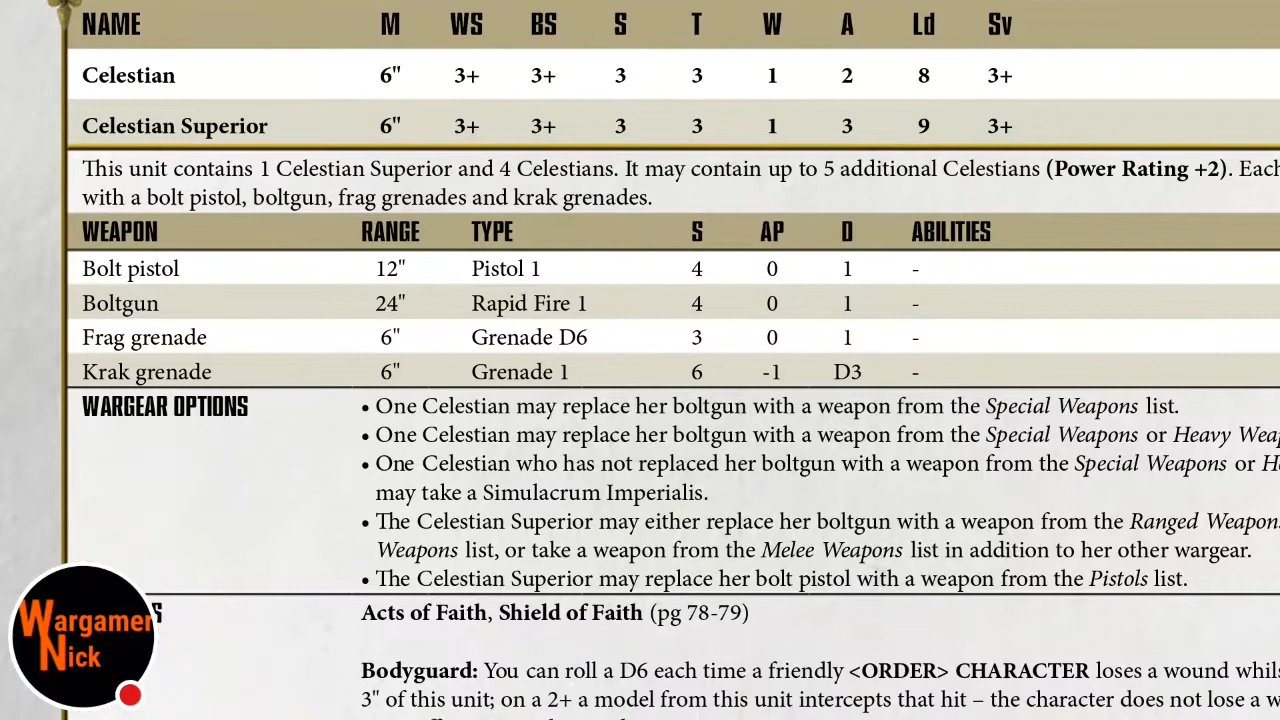 NAME M WS BS S T W A Ld Sv
Celestian 6" 3+ 3+ 3 3 1 2 8 3+
Celestian Superior 6" 3+ 3+ 3 3 1 3 9 3+
This unit contains 1 Celestian Superior and 4 Celestians. It may contain up to 5 additional Celestians (Power Rating +2). Each
with a bolt pistol, boltgun, frag grenades and krak grenades.
WEAPON RANGE TYPE S AP D ABILITIES
Bolt pistol 12" Pistol 1 4 0 1 -
Boltgun 24" Rapid Fire 1 4 0 1 -
Frag grenade 6" Grenade D6 3 0 1 -
Krak grenade 6" Grenade 1 6 -1 D3 -
WARGEAR OPTIONS • One Celestian may replace her boltgun with a weapon from the Special Weapons list.
• One Celestian may replace her boltgun with a weapon from the Special Weapons or Heavy Weap
• One Celestian who has not replaced her boltgun with a weapon from the Special Weapons or He
may take a Simulacrum Imperialis.
• The Celestian Superior may either replace her boltgun with a weapon from the Ranged Weapons
Weapons list, or take a weapon from the Melee Weapons list in addition to her other wargear.
• The Celestian Superior may replace her bolt pistol with a weapon from the Pistols list.
S Acts of Faith, Shield of Faith (pg 78-79)
Bodyguard: You can roll a D6 each time a friendly <ORDER> CHARACTER loses a wound whils
3" of this unit; on a 2+ a model from this unit intercepts that hit – the character does not lose a w
Wargamer
Nick